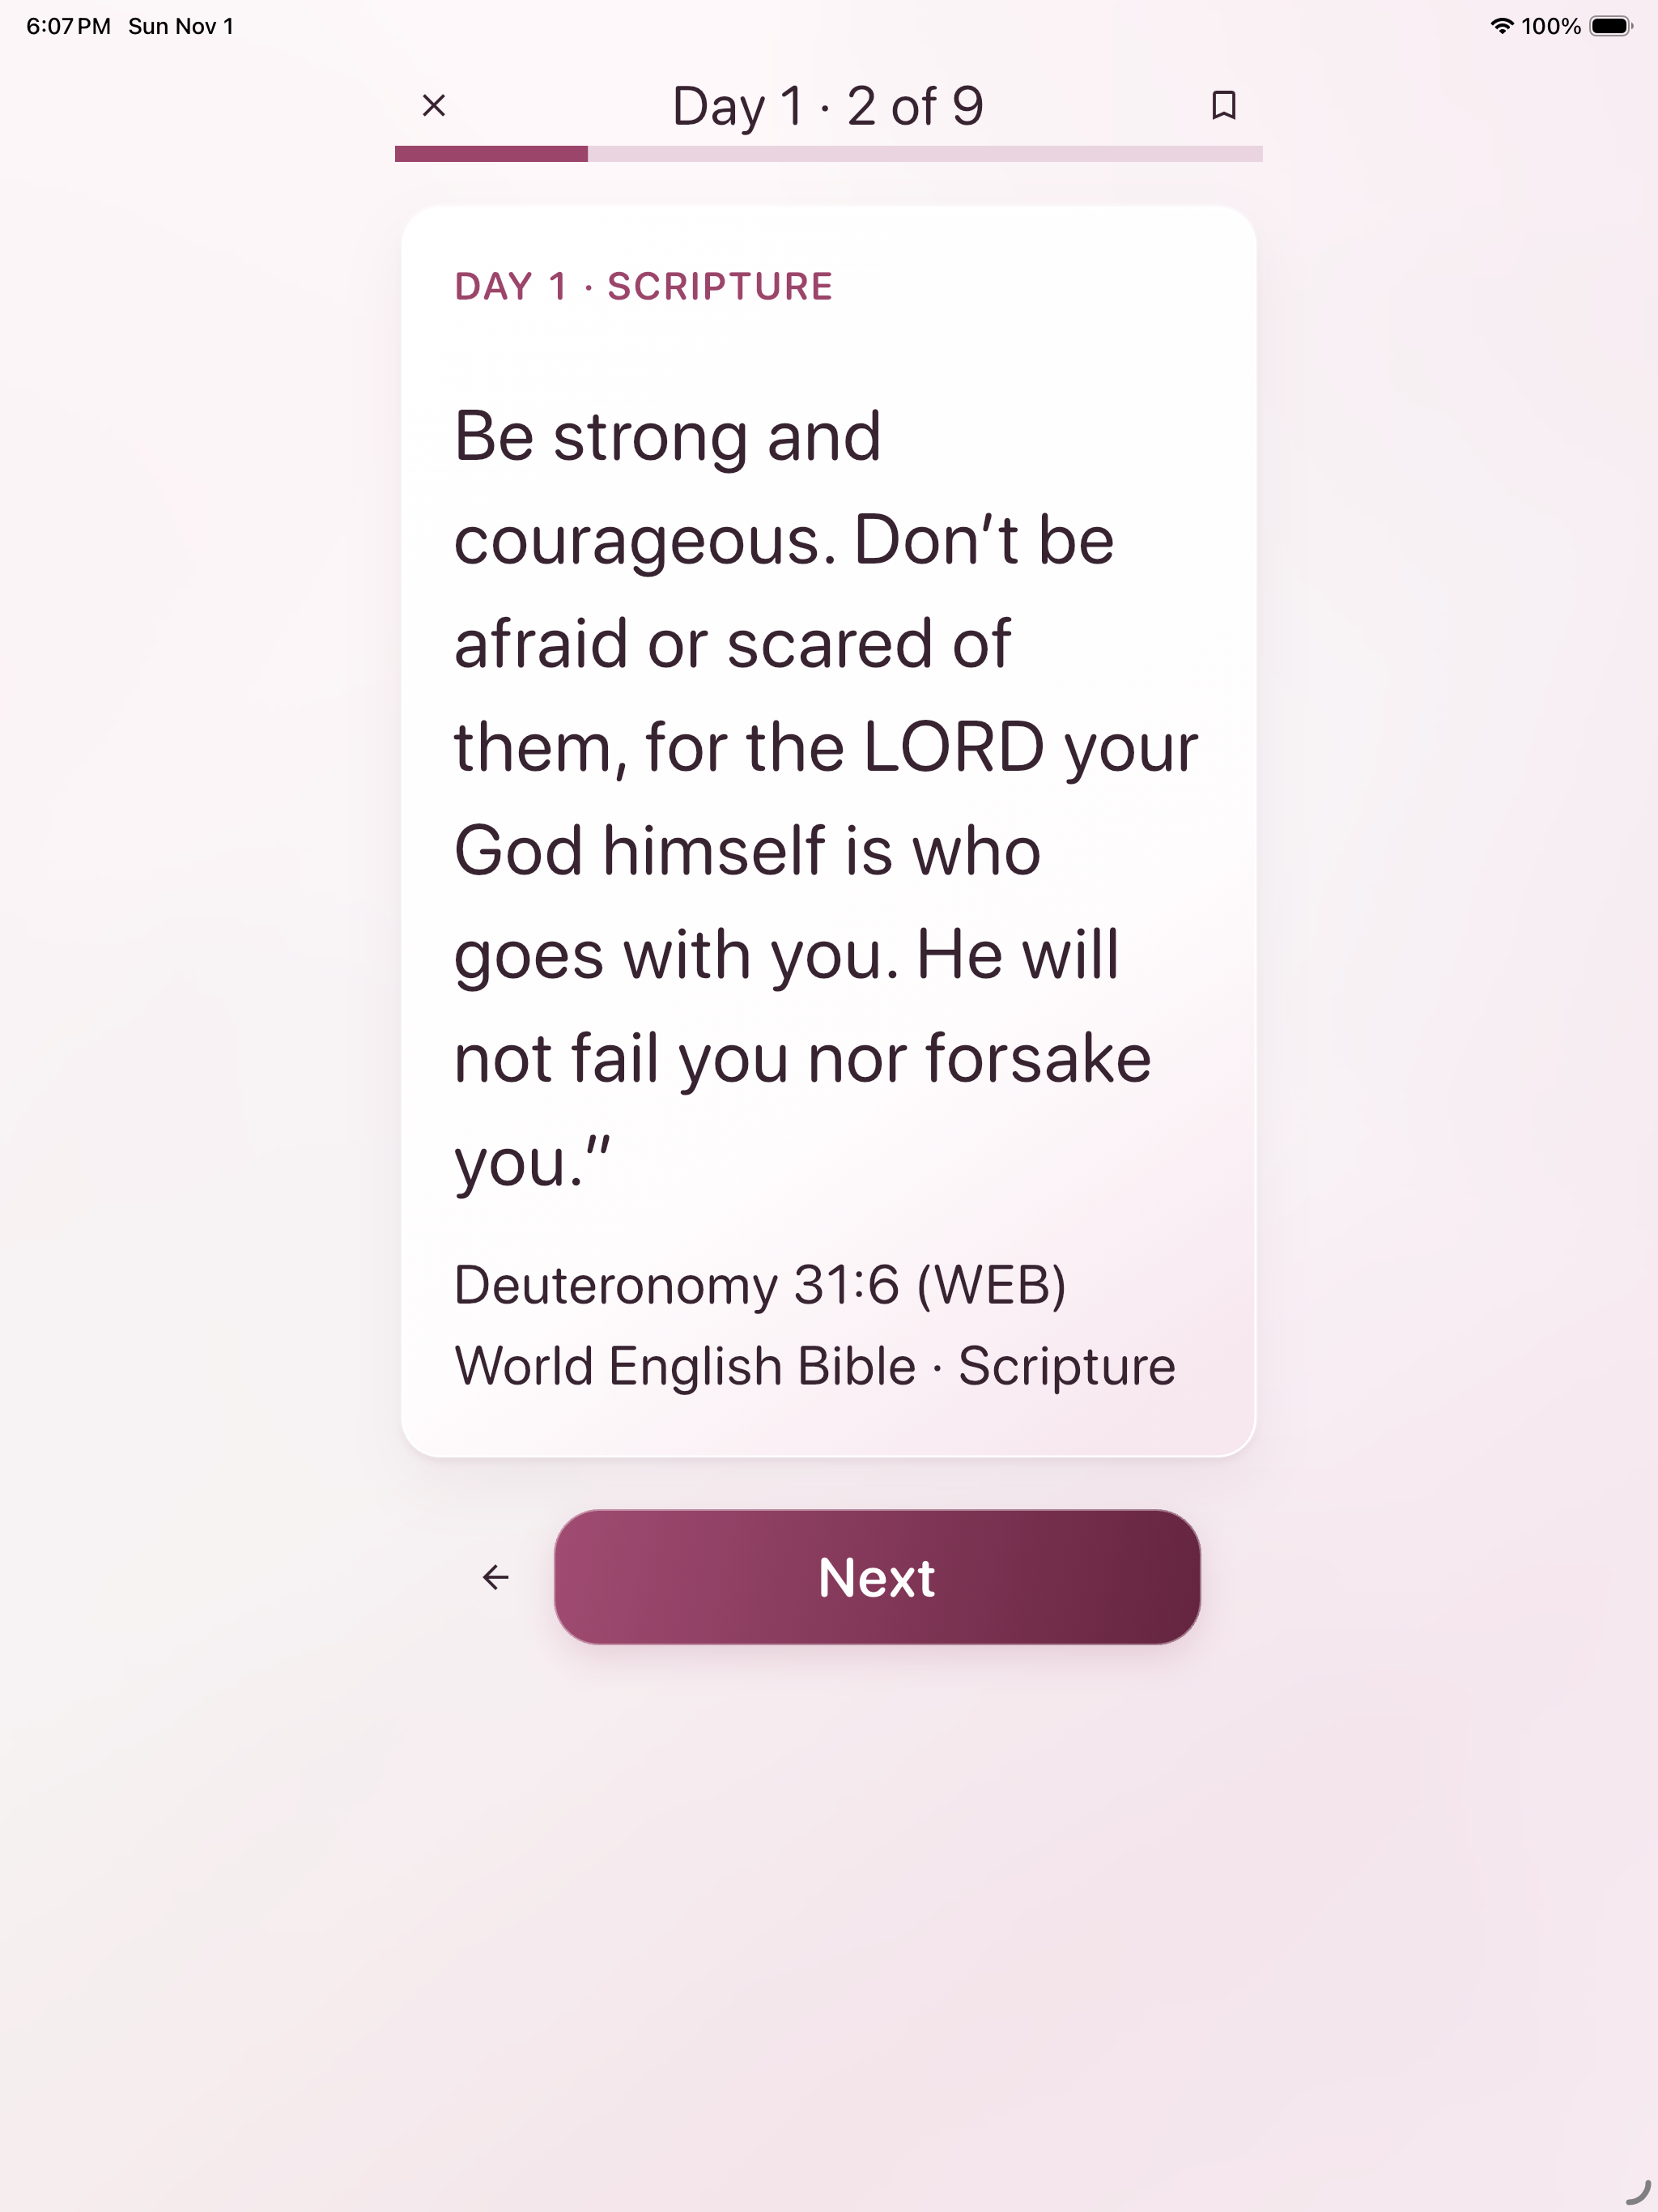 6:07 PM Sun Nov 1
100%
Day 1 · 2 of 9
DAY 1 · SCRIPTURE
Be strong and
courageous. Don’t be
afraid or scared of
them, for the LORD your
God himself is who
goes with you. He will
not fail you nor forsake
you.”
Deuteronomy 31:6 (WEB)
World English Bible · Scripture
Next